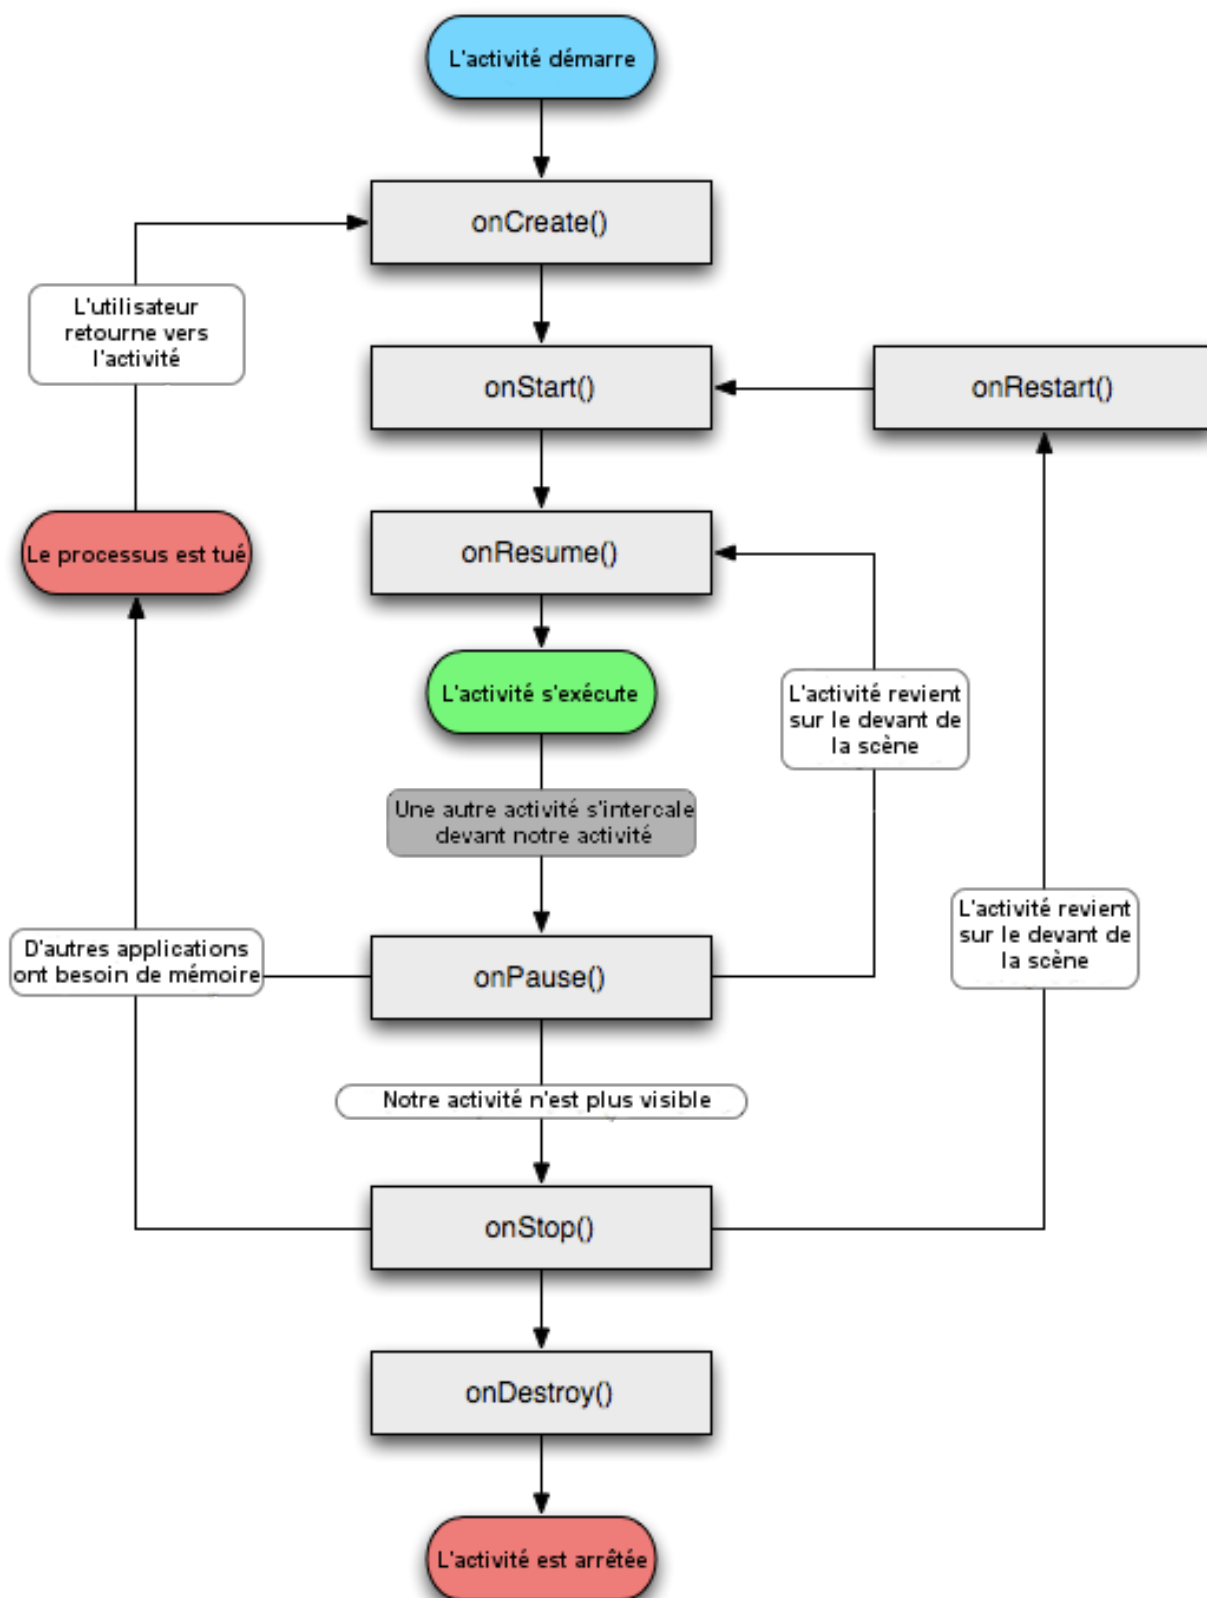 L'activité démarre
onCreate()
L'utilisateur
retourne vers
l'activité
onStart()
onRestart()
Le processus est tué
onResume()
L'activité s'exécute
L'activité revient
sur le devant de
la scène
Une autre activité s'intercale
devant notre activité
L'activité revient
sur le devant de
la scène
D'autres applications
ont besoin de mémoire
onPause()
Notre activité n'est plus visible
onStop()
onDestroy()
L'activité est arrêtée